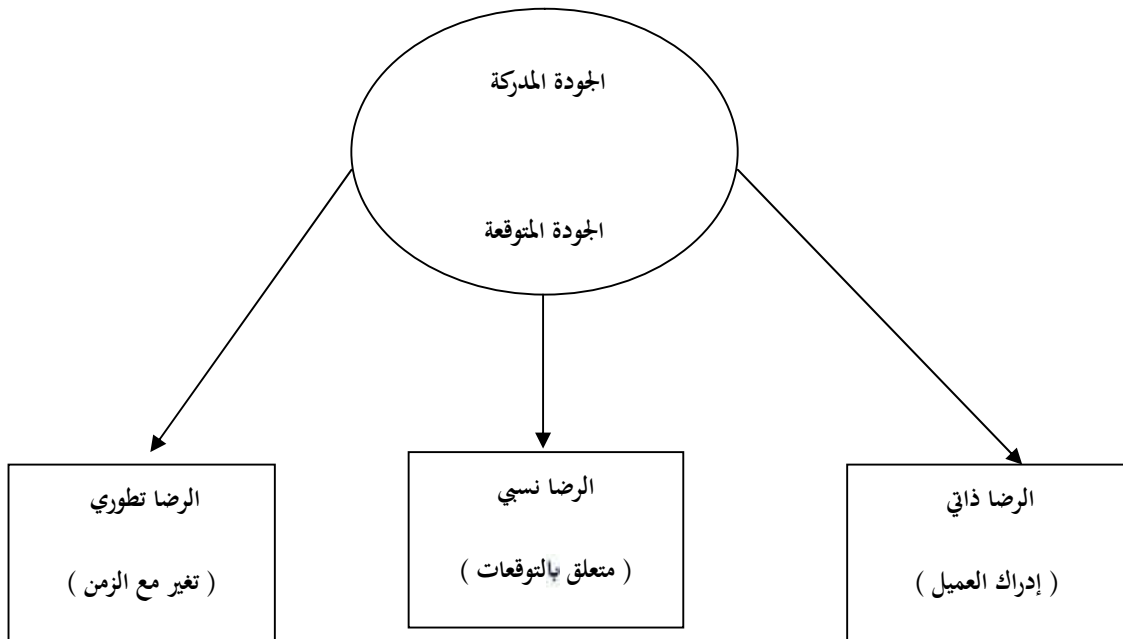 الجودة المدركة
الجودة المتوقعة
الرضا ذاتي
( إدراك العميل )
الرضا نسبي
( متعلق بالتوقعات )
الرضا تطوري
( تغير مع الزمن )